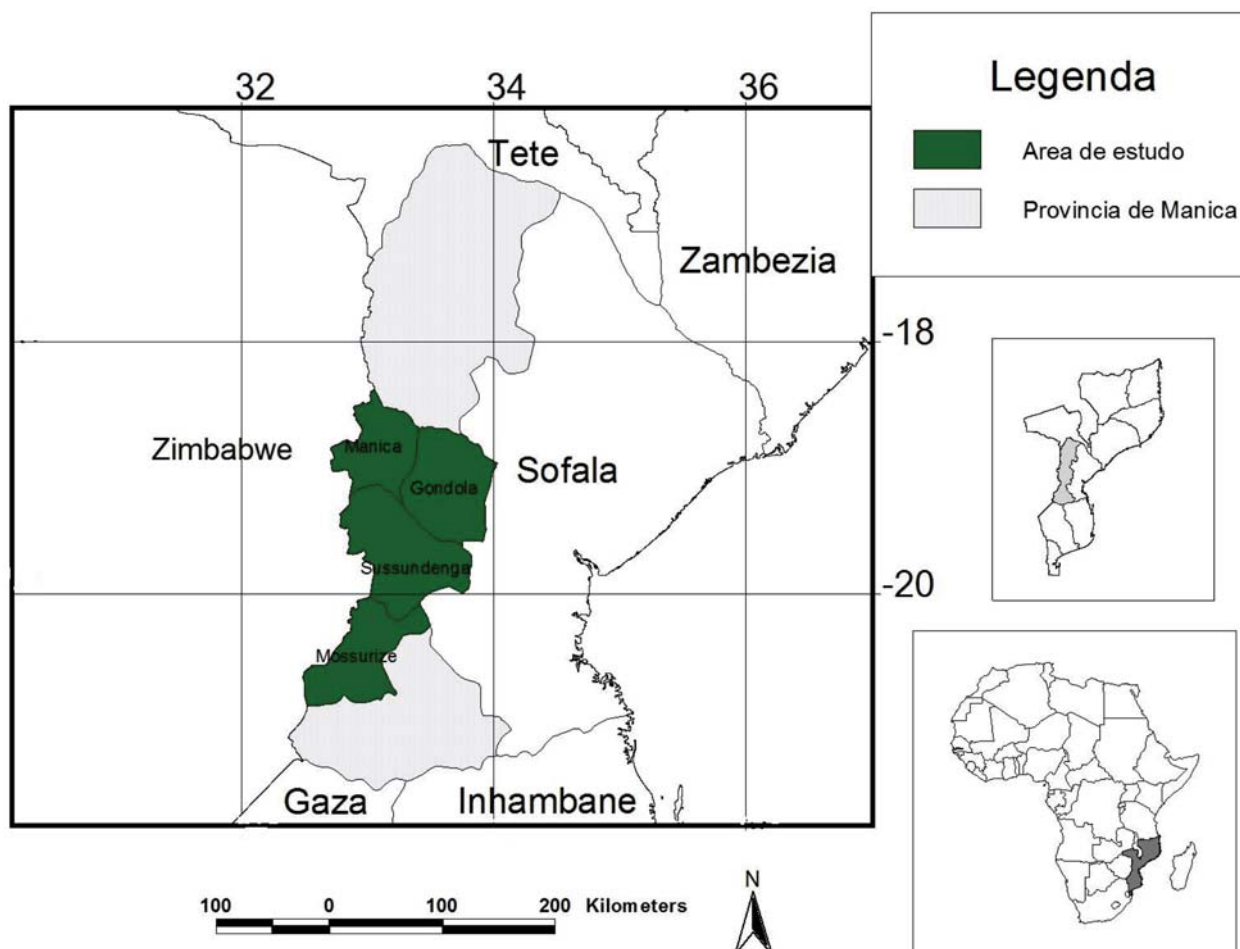 Legenda
Area de estudo
Provincia de Manica
32 34 36
Tete
Zambezia
-18
Zimbabwe
Manica
Gondola
Sofala
Sussundenga
-20
Mossurize
Gaza
Inhambane
100 0 100 200 Kilometers
N